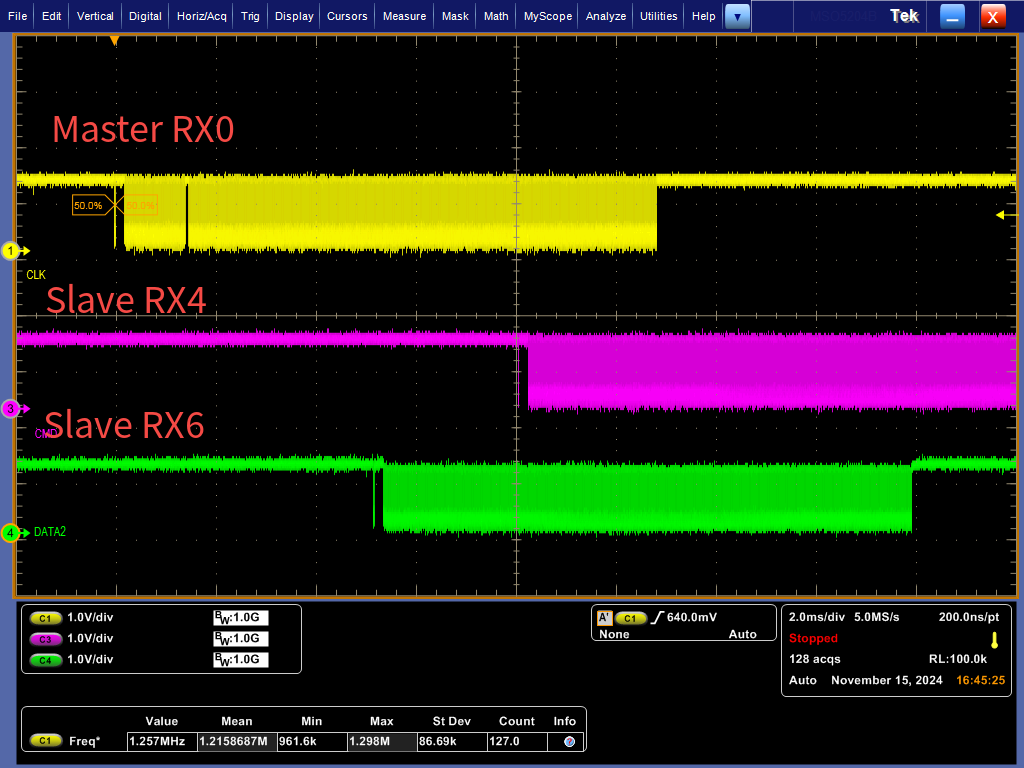 File Edit Vertical Digital Horiz/Acq Trig Display Cursors Measure Mask Math MyScope Analyze Utilities Help Tek X
Master RX0
50.0% 50.0%
1
CLK
Slave RX4
3
Slave RX6
CMD
4 DATA2
C1 1.0V/div BW:1.0G
C3 1.0V/div BW:1.0G
C4 1.0V/div BW:1.0G
A' C1 640.0mV
None Auto
2.0ms/div 5.0MS/s 200.0ns/pt
Stopped
128 acqs RL:100.0k
Auto November 15, 2024 16:45:25
Value Mean Min Max St Dev Count Info
C1 Freq* 1.257MHz 1.2158687M 961.6k 1.298M 86.69k 127.0